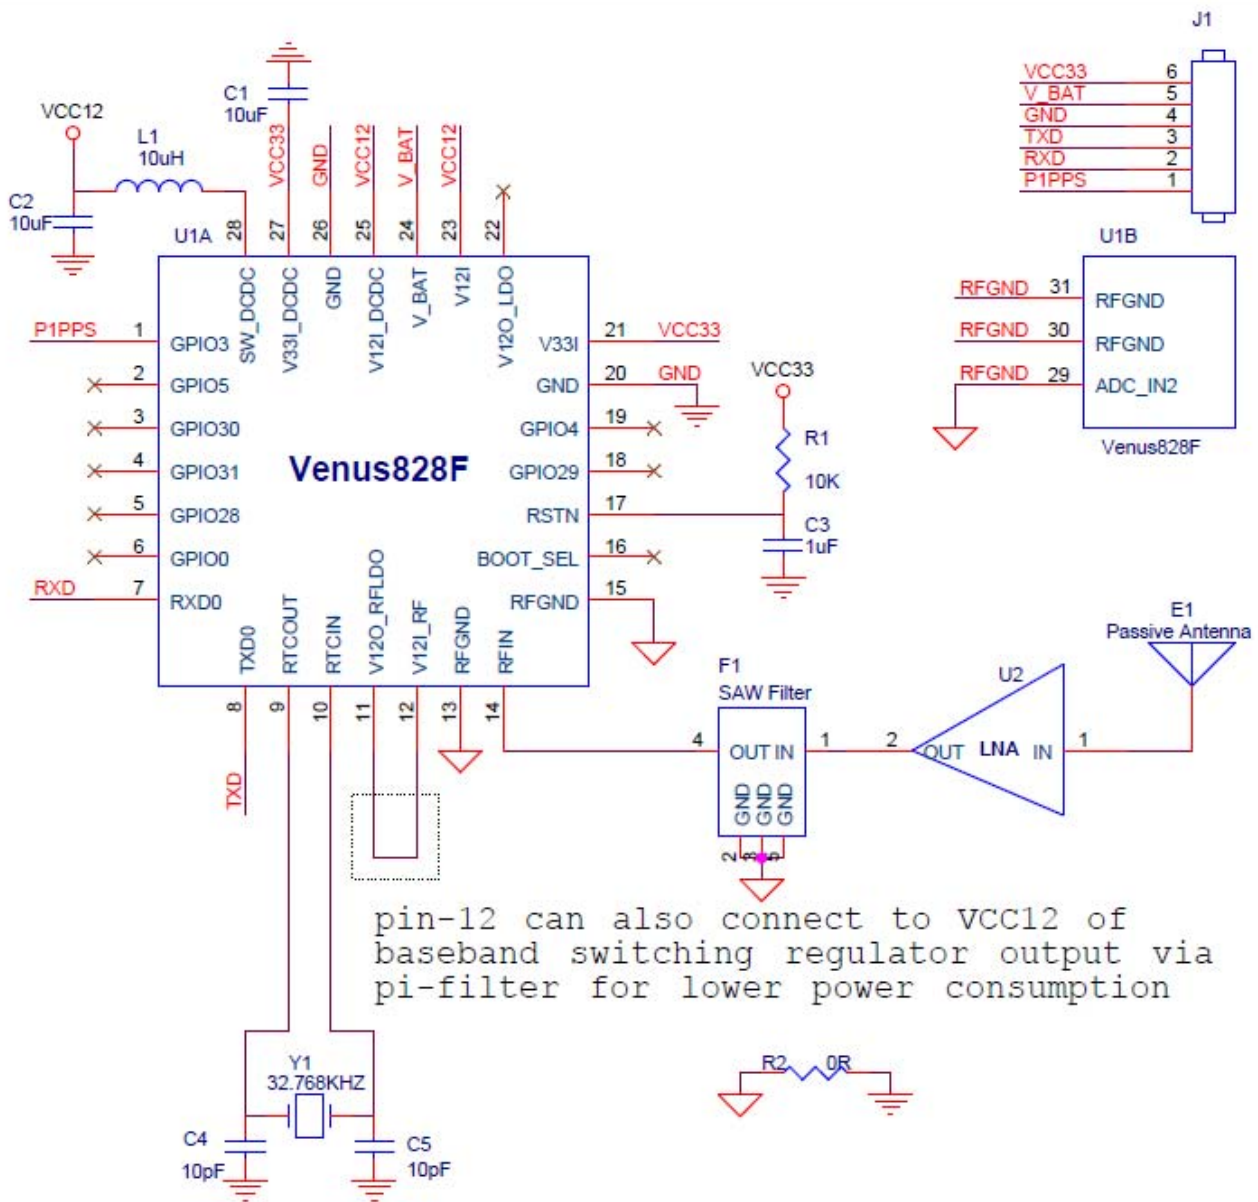 J1
VCC33 6
V_BAT 5
GND 4
TXD 3
RXD 2
P1PPS 1
C1
10uF
VCC12
L1
10uH
C2
10uF
VCC33
GND
VCC12
V_BAT
VCC12
U1A
28
27
26
25
24
23
22
SW_DCDC
V33I_DCDC
GND
V12I_DCDC
V_BAT
V12I
V12O_LDO
P1PPS 1 GPIO3
2 GPIO5
3 GPIO30
4 GPIO31
5 GPIO28
6 GPIO0
RXD 7 RXD0
Venus828F
V33I 21 VCC33
GND 20 GND
GPIO4 19
GPIO29 18
RSTN 17
BOOT_SEL 16
RFGND 15
VCC33
R1
10K
C3
1uF
U1B
RFGND 31 RFGND
RFGND 30 RFGND
RFGND 29 ADC_IN2
Venus828F
TXD0
RTCOUT
RTCIN
V12O_RFLDO
V12I_RF
RFGND
RFIN
8
9
10
11
12
13
14
TXD
E1
Passive Antenna
F1
SAW Filter
U2
4 OUT IN 1
2 OUT LNA IN 1
GND
GND
GND
2
3
5
pin-12 can also connect to VCC12 of
baseband switching regulator output via
pi-filter for lower power consumption
Y1
32.768KHZ
C4
10pF
C5
10pF
R2 0R